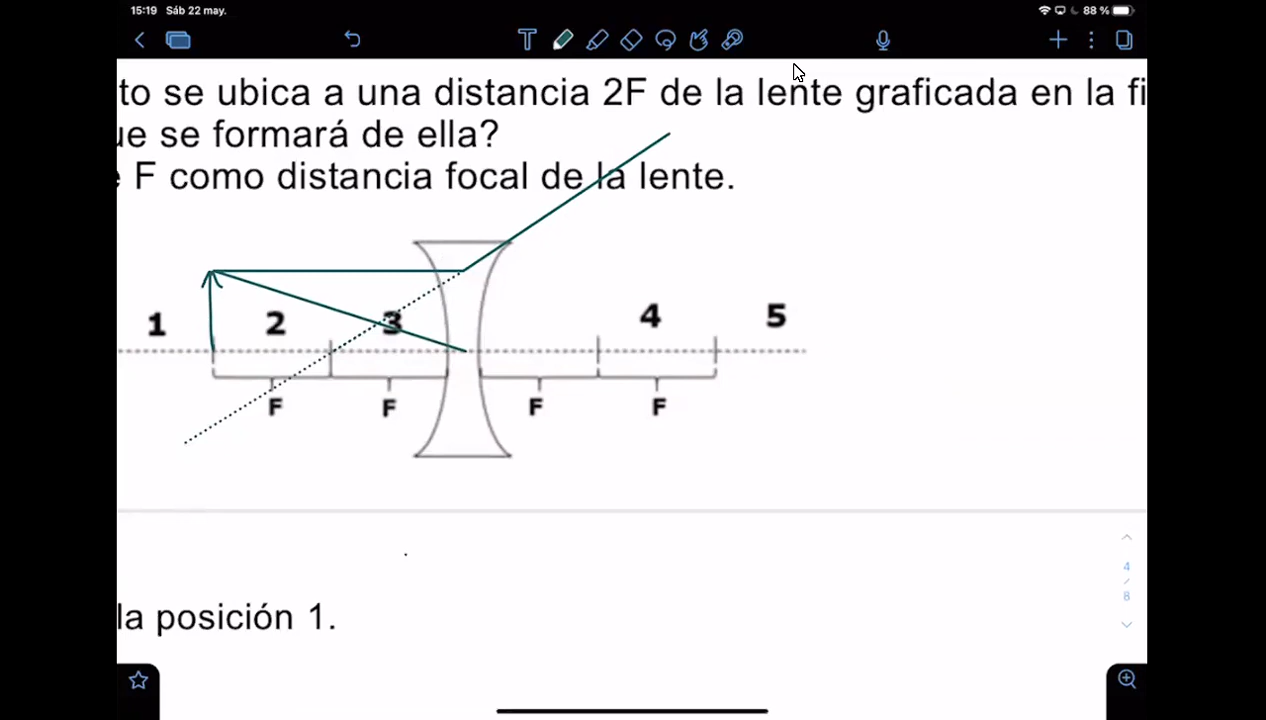 15:19 Sáb 22 may. 88 %
to se ubica a una distancia 2F de la lente graficada en la fi
ue se formará de ella?
F como distancia focal de la lente.
1 2 3 4 5
F F F F
4
/
8
la posición 1.